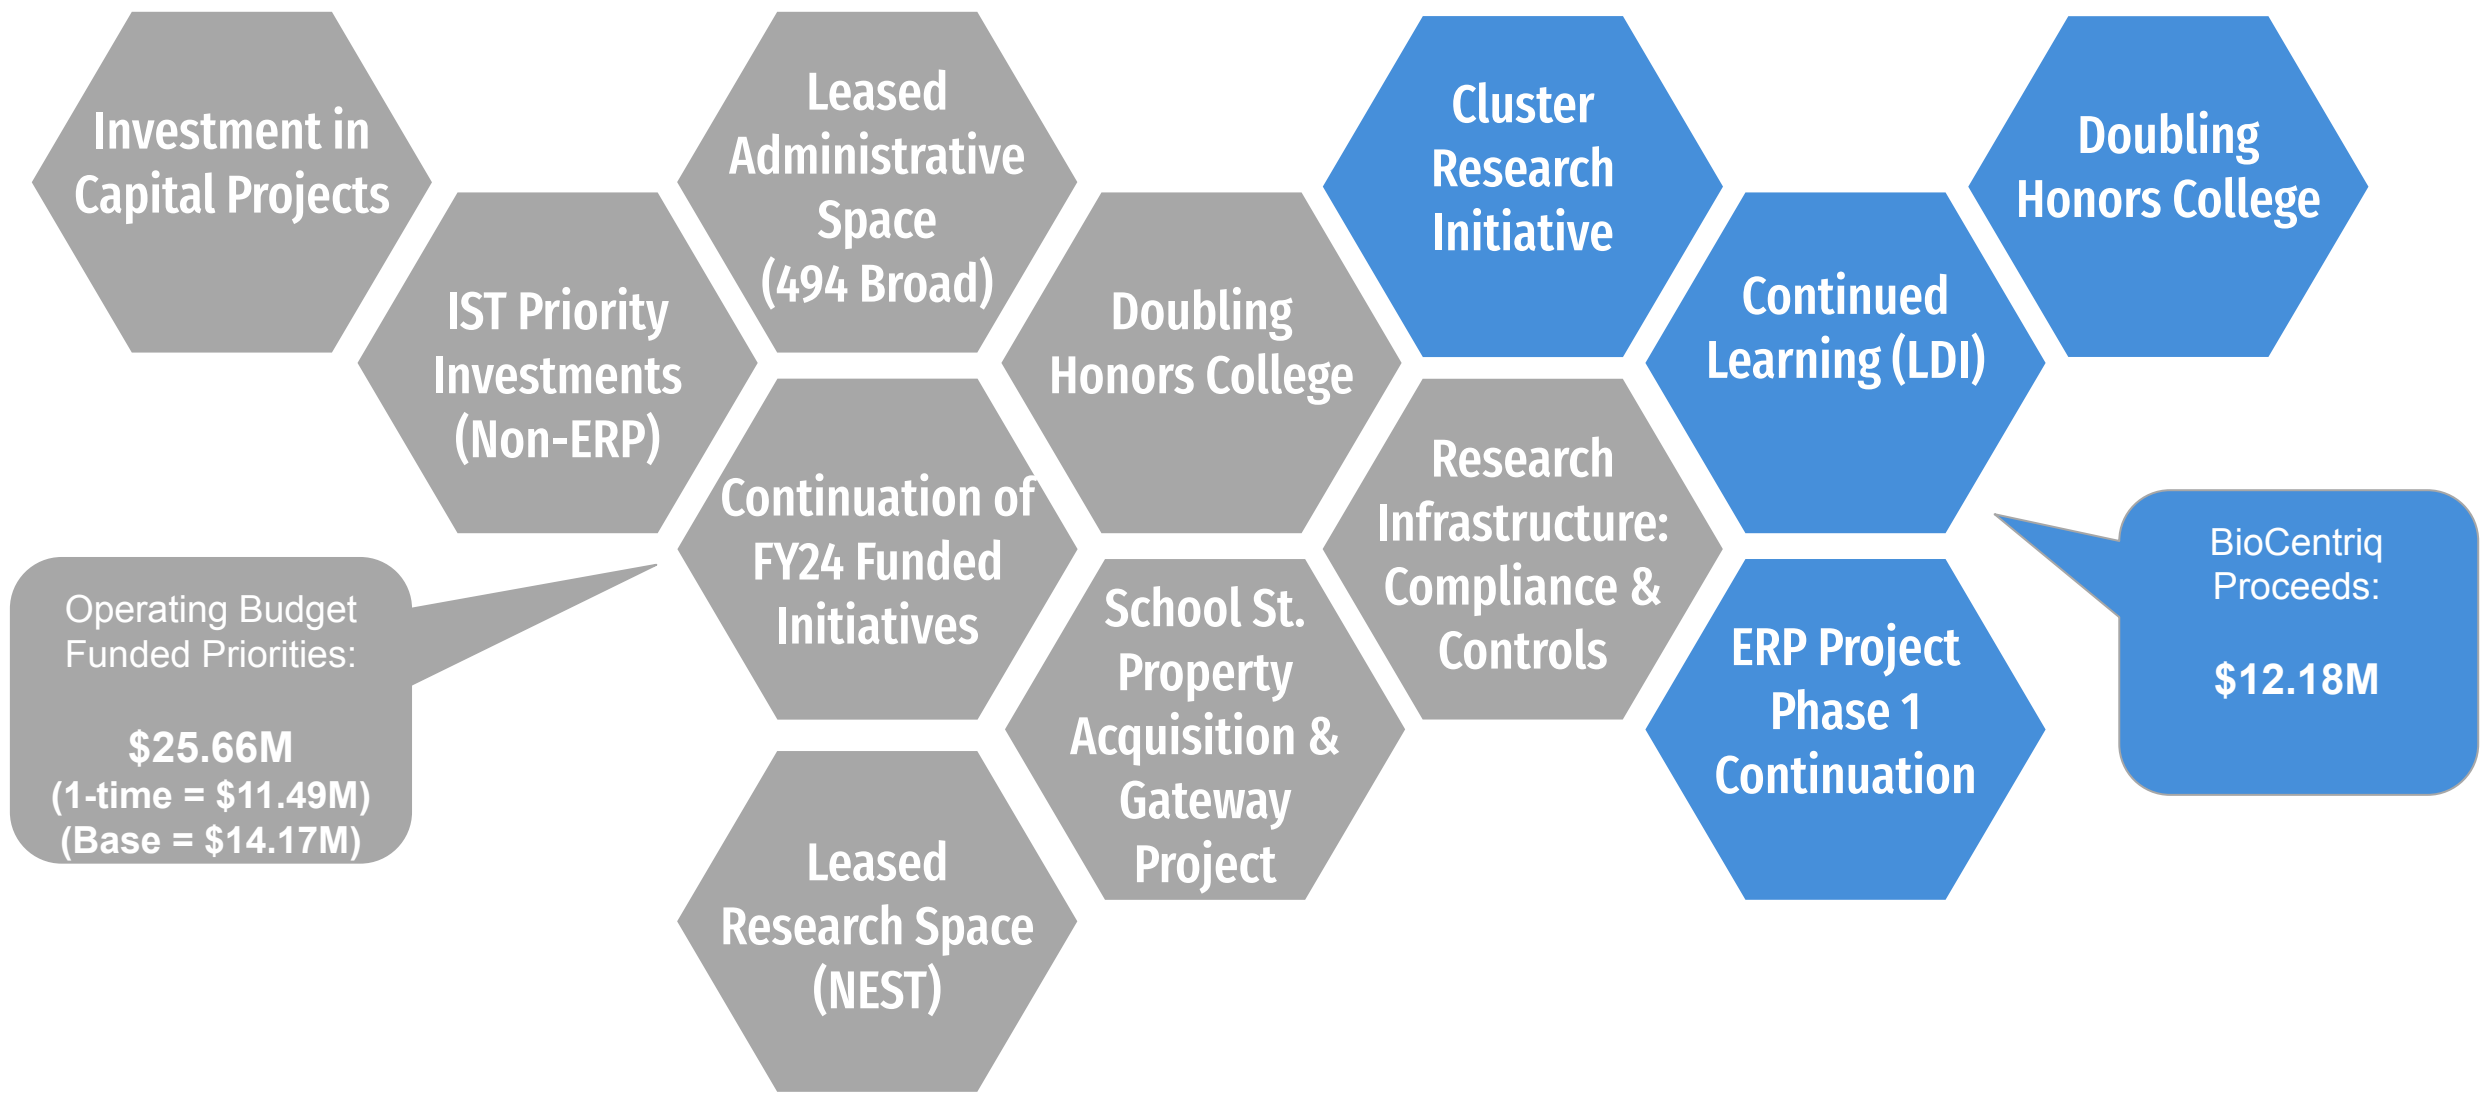 Investment in
Capital Projects
IST Priority
Investments
(Non-ERP)
Leased
Administrative
Space
(494 Broad)
Doubling
Honors College
Cluster
Research
Initiative
Continued
Learning (LDI)
Doubling
Honors College
Continuation of
FY24 Funded
Initiatives
Research
Infrastructure:
Compliance &
Controls
School St.
Property
Acquisition &
Gateway
Project
ERP Project
Phase 1
Continuation
Leased
Research Space
(NEST)
Operating Budget
Funded Priorities:
$25.66M
(1-time = $11.49M)
(Base = $14.17M)
BioCentriq
Proceeds:
$12.18M